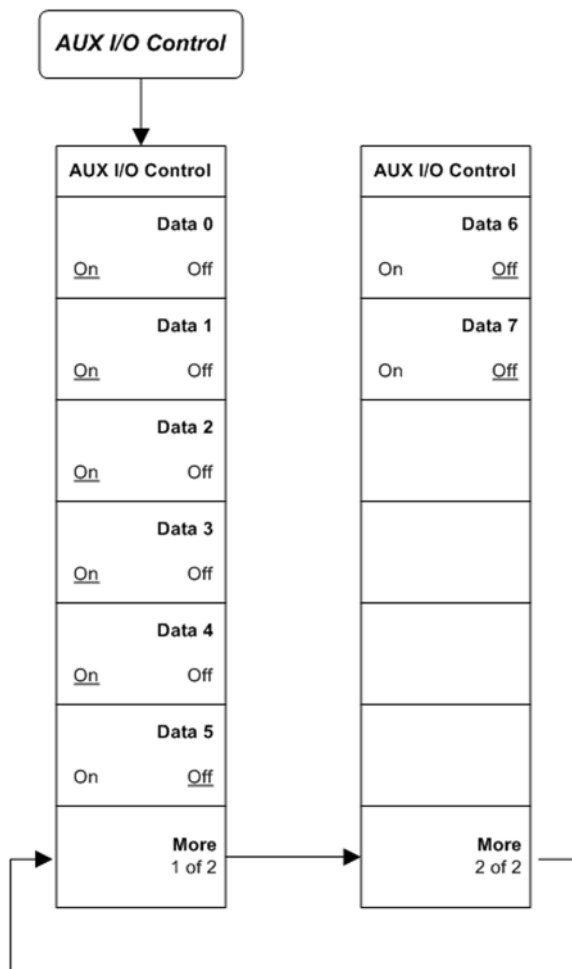 AUX I/O Control
AUX I/O Control
Data 0
On Off
Data 1
On Off
Data 2
On Off
Data 3
On Off
Data 4
On Off
Data 5
On Off
More
1 of 2
AUX I/O Control
Data 6
On Off
Data 7
On Off
More
2 of 2